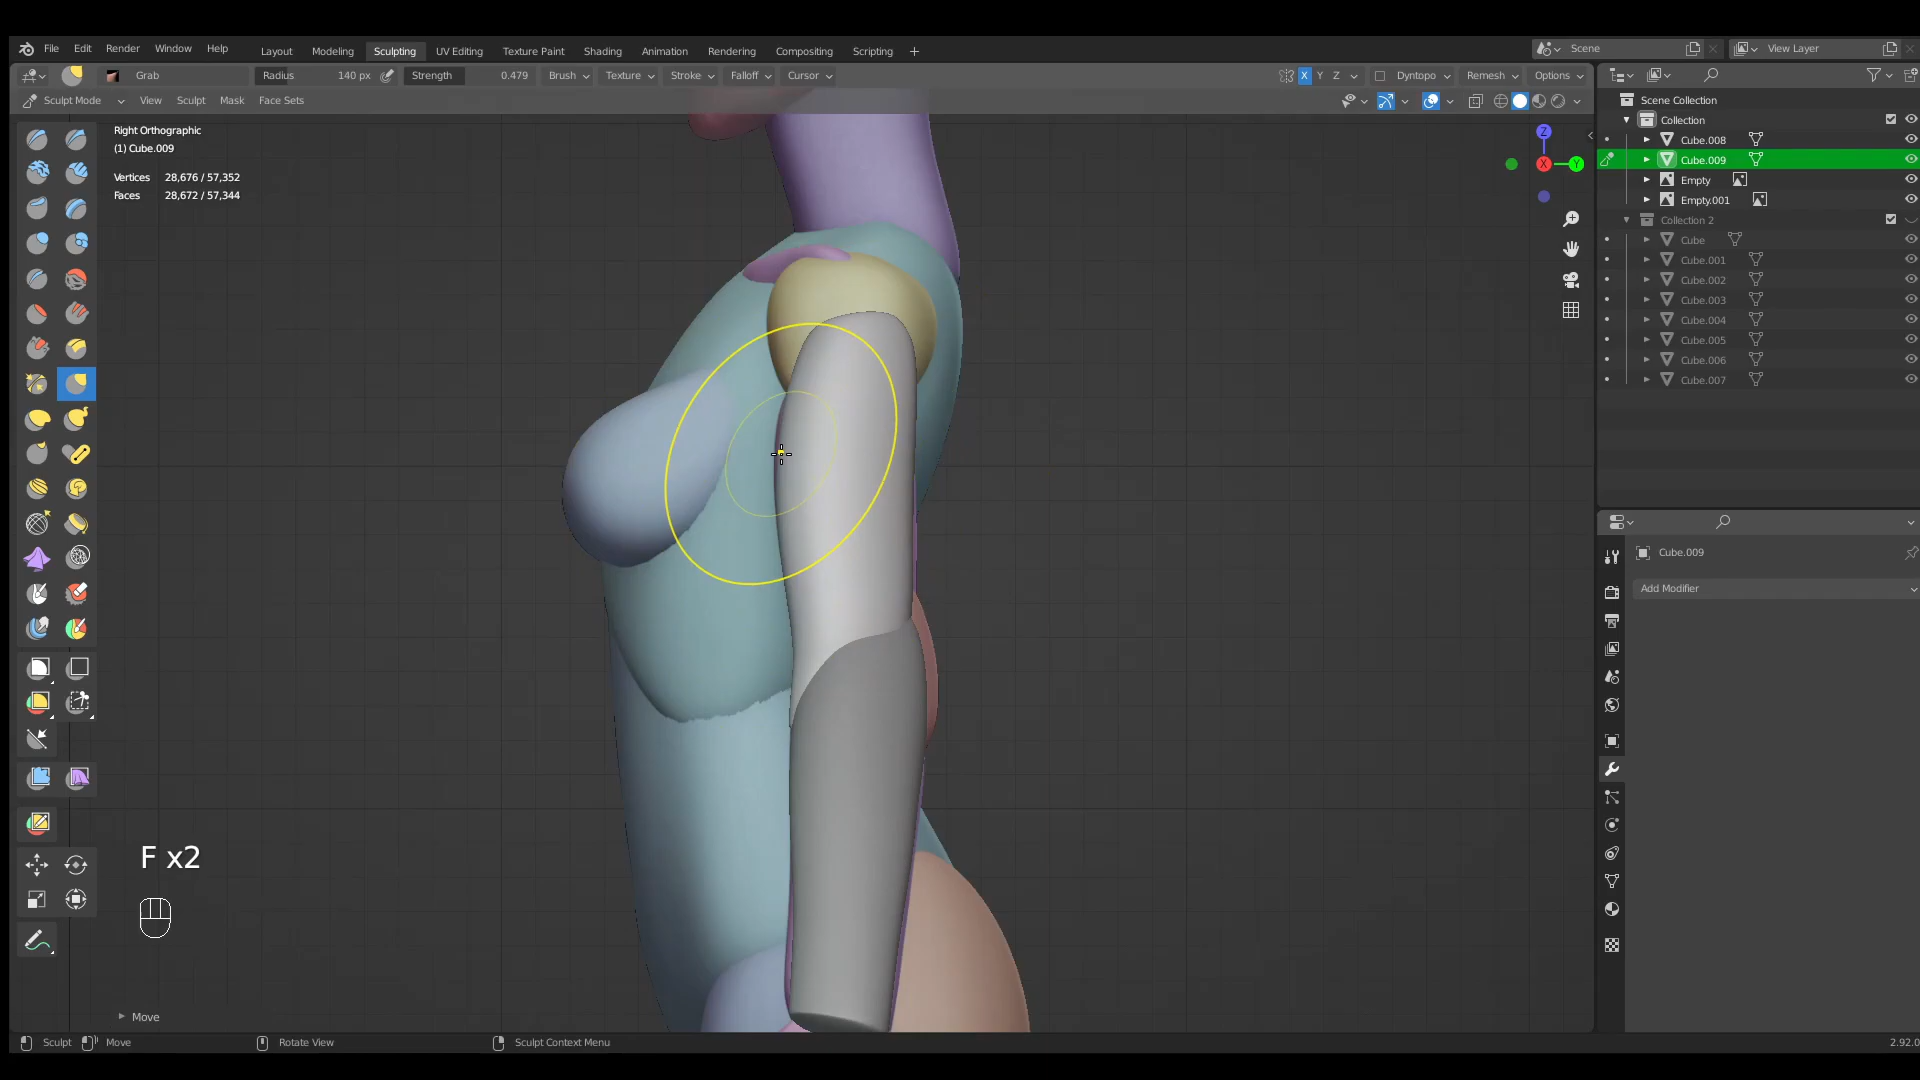 File Edit Render Window Help Layout Modeling Sculpting UV Editing Texture Paint Shading Animation Rendering Compositing Scripting + Scene View Layer
Grab Radius 140 px Strength 0.479 Brush Texture Stroke Falloff Cursor X Y Z Dyntopo Remesh Options
Sculpt Mode View Sculpt Mask Face Sets
Right Orthographic
(1) Cube.009
Vertices 28,676 / 57,352
Faces 28,672 / 57,344
Z
X
Y
Scene Collection
Collection
Cube.008
Cube.009
Empty
Empty.001
Collection 2
Cube
Cube.001
Cube.002
Cube.003
Cube.004
Cube.005
Cube.006
Cube.007
Cube.009
Add Modifier
F x2
Move
Sculpt Move Rotate View Sculpt Context Menu 2.92.0